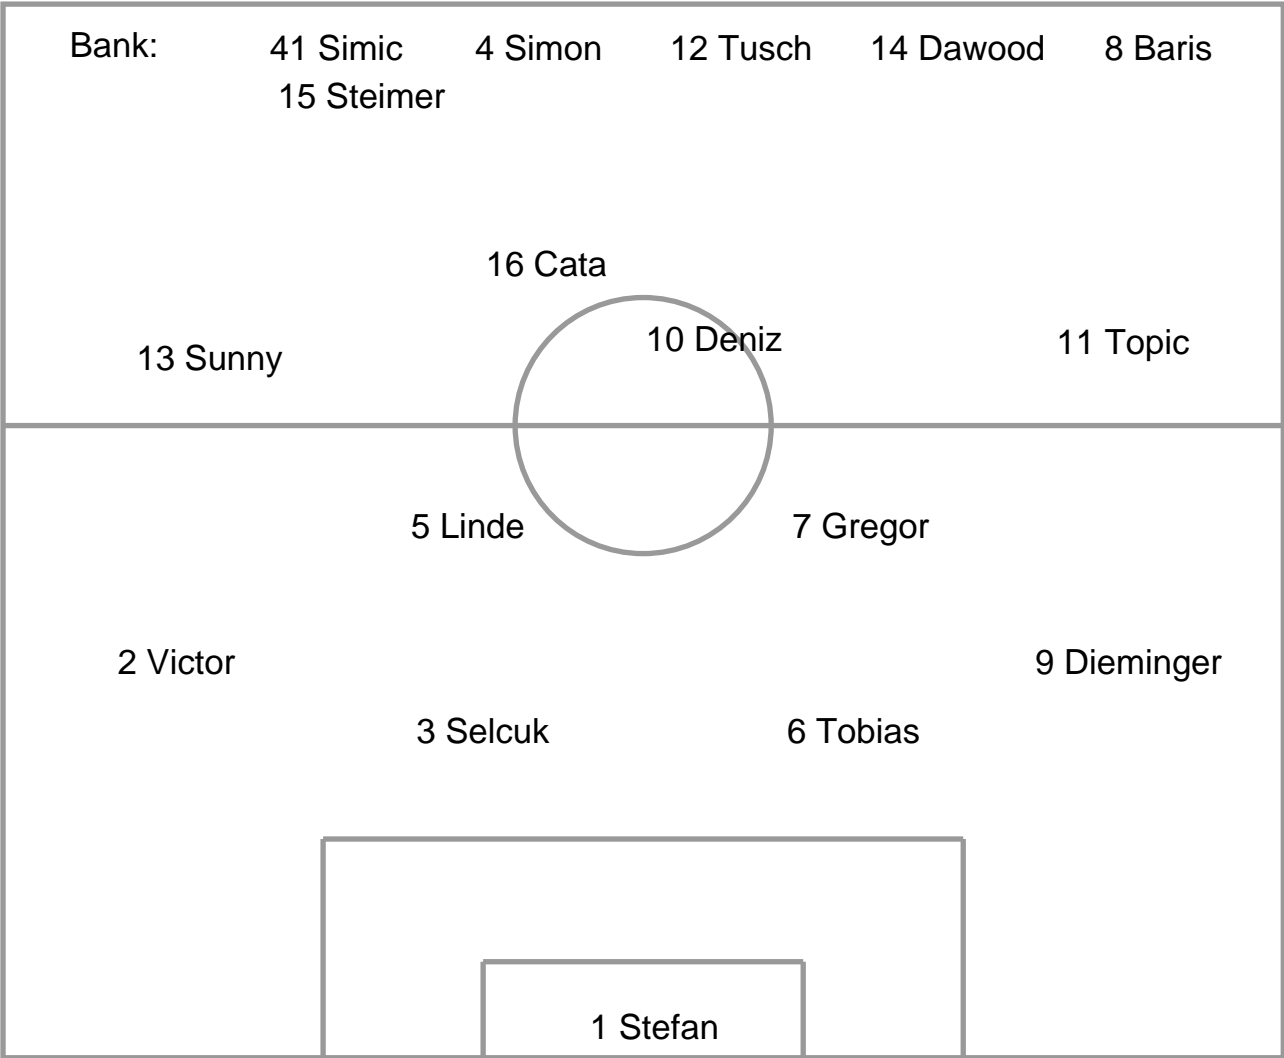 Bank: 41 Simic 4 Simon 12 Tusch 14 Dawood 8 Baris
15 Steimer
16 Cata
10 Deniz
11 Topic
13 Sunny
5 Linde 7 Gregor
2 Victor 9 Dieminger
3 Selcuk 6 Tobias
1 Stefan